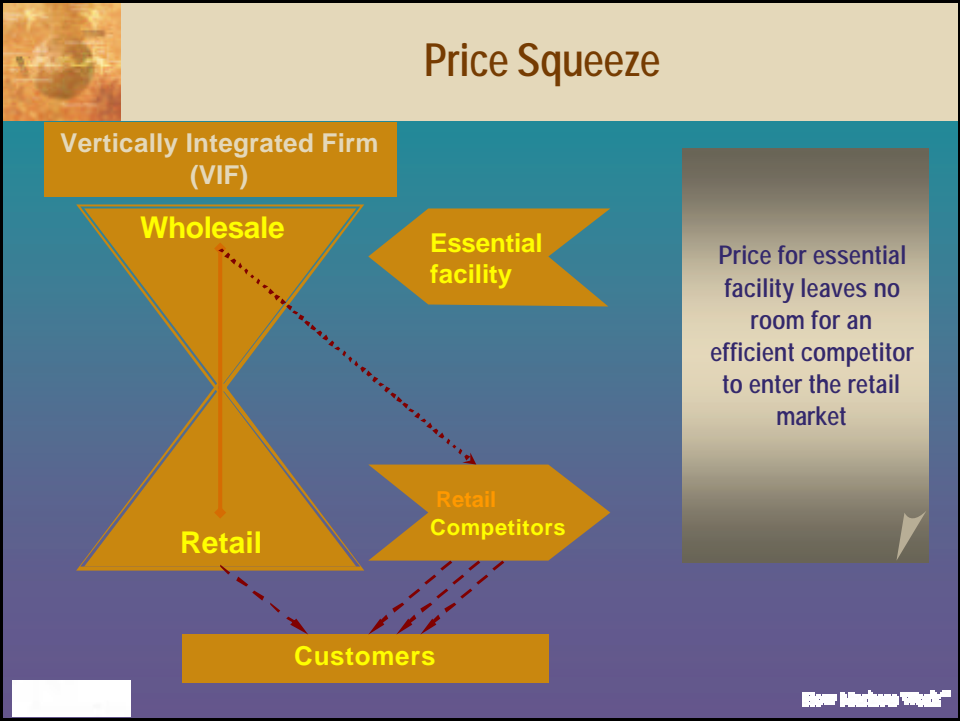 Price Squeeze
Vertically Integrated Firm
(VIF)
Wholesale
Essential
facility
Price for essential
facility leaves no
room for an
efficient competitor
to enter the retail
market
Retail
Competitors
Retail
Customers